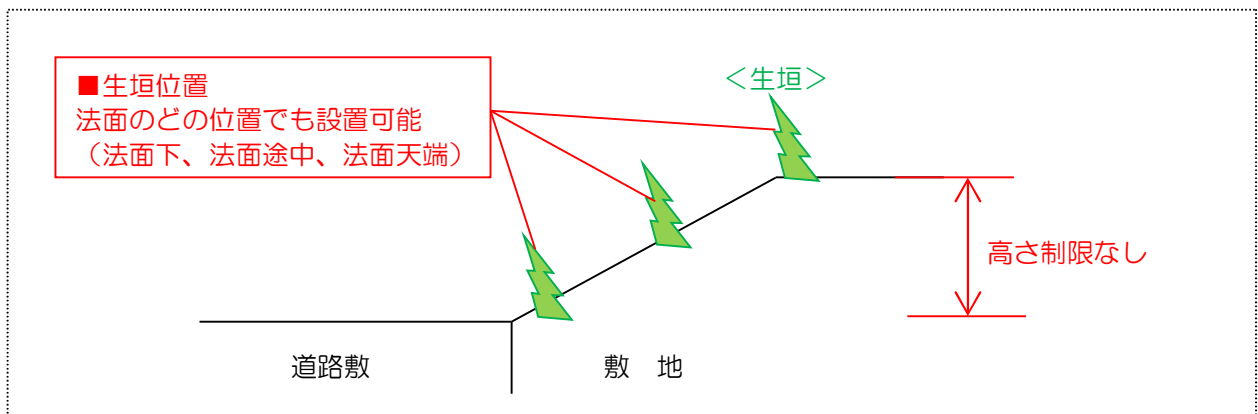 ■生垣位置
法面のどの位置でも設置可能
（法面下、法面途中、法面天端）
＜生垣＞
高さ制限なし
道路敷
敷　地